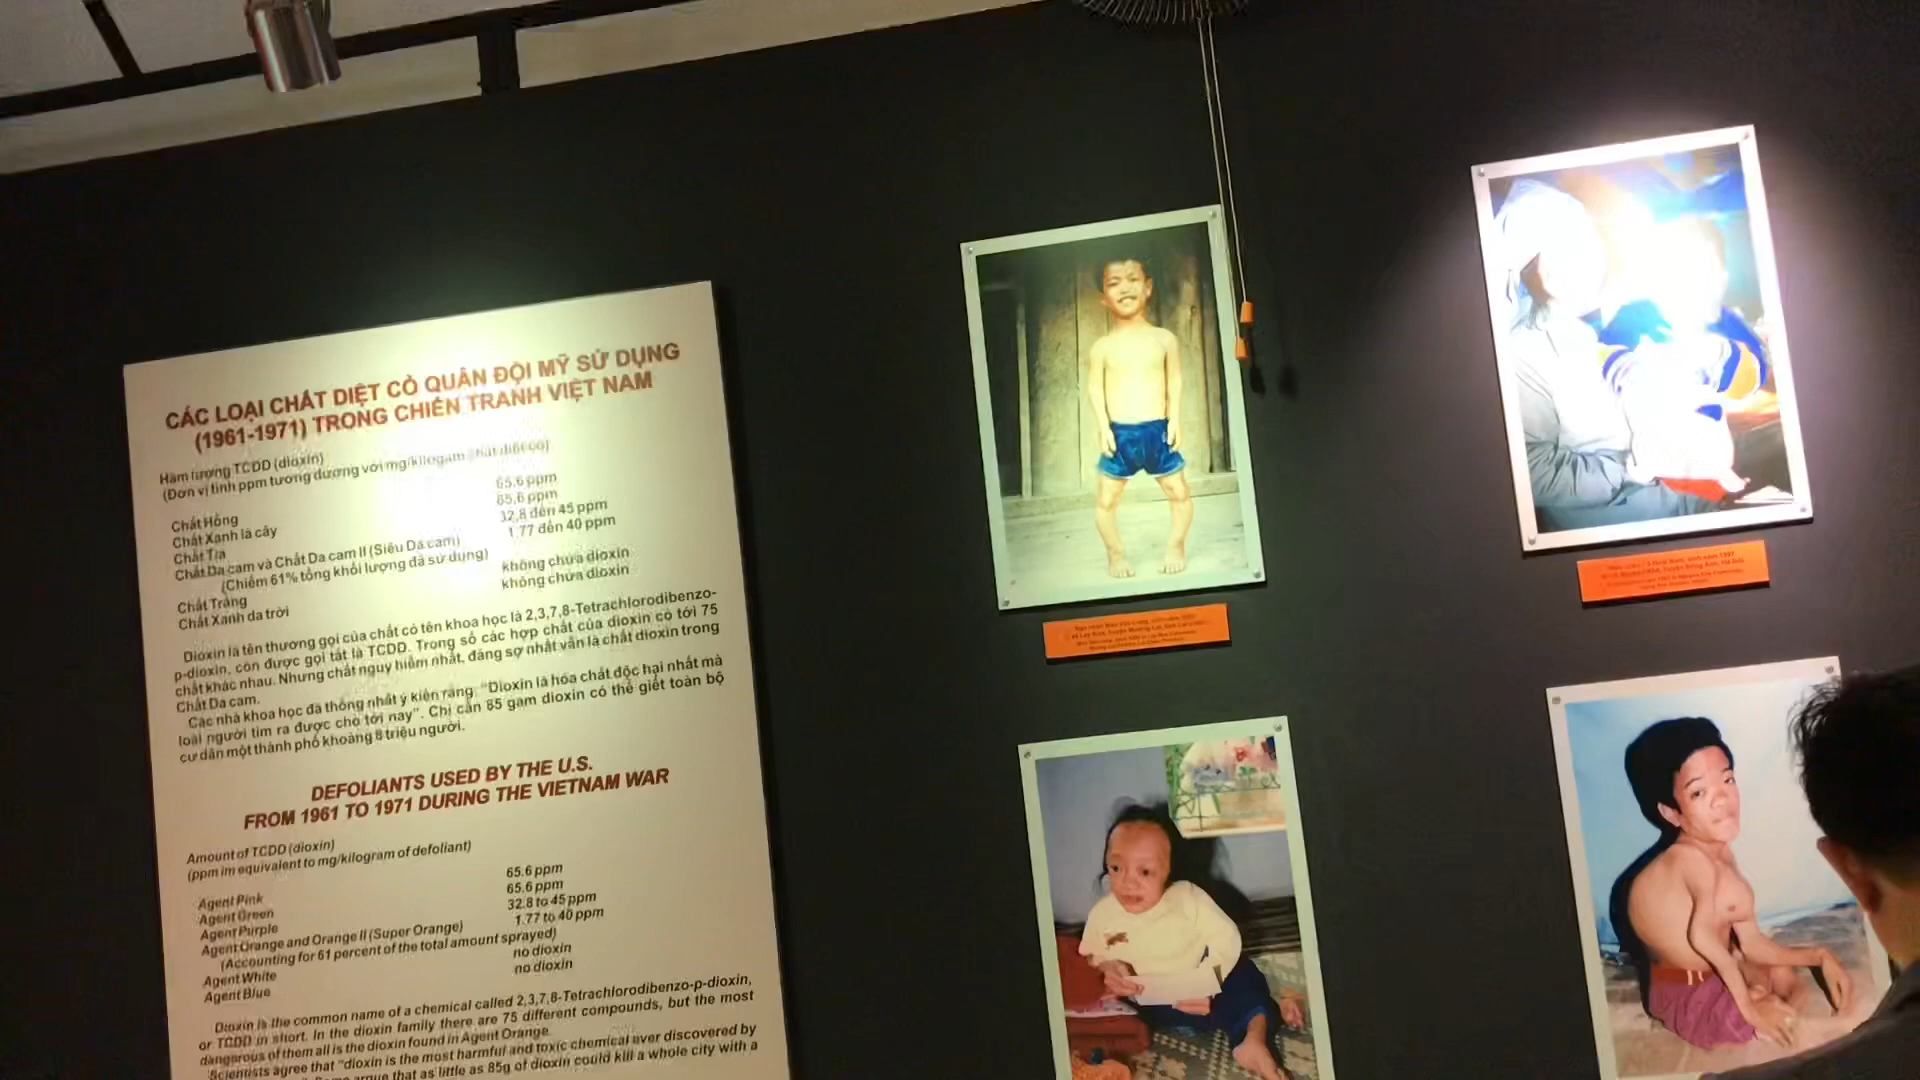 CÁC LOẠI CHẤT DIỆT CỎ QUÂN ĐỘI MỸ SỬ DỤNG
(1961-1971) TRONG CHIẾN TRANH VIỆT NAM
Hàm lượng TCDD (dioxin)
(Đơn vị tính ppm tương đương với mg/kilogam chất diệt cỏ)
Chất Hồng 65.6 ppm
Chất Xanh lá cây 65,6 ppm
Chất Tía 32,8 đến 45 ppm
Chất Da cam và Chất Da cam II (Siêu Da cam) 1.77 đến 40 ppm
(Chiếm 61% tổng khối lượng đã sử dụng)
Chất Trắng không chứa dioxin
Chất Xanh da trời không chứa dioxin
Dioxin là tên thường gọi của chất có tên khoa học là 2,3,7,8-Tetrachlorodibenzo-
p-dioxin, còn được gọi tắt là TCDD. Trong số các hợp chất của dioxin có tới 75
chất khác nhau. Nhưng chất nguy hiểm nhất, đáng sợ nhất vẫn là chất dioxin trong
Chất Da cam.
Các nhà khoa học đã thống nhất ý kiến rằng: "Dioxin là hóa chất độc hại nhất mà
loài người tìm ra được cho tới nay". Chỉ cần 85 gam dioxin có thể giết toàn bộ
cư dân một thành phố khoảng 8 triệu người.
DEFOLIANTS USED BY THE U.S.
FROM 1961 TO 1971 DURING THE VIETNAM WAR
Amount of TCDD (dioxin)
(ppm im equivalent to mg/kilogram of defoliant)
Agent Pink 65.6 ppm
Agent Green 65.6 ppm
Agent Purple 32.8 to 45 ppm
Agent Orange and Orange II (Super Orange) 1.77 to 40 ppm
(Accounting for 61 percent of the total amount sprayed)
Agent White no dioxin
Agent Blue no dioxin
Dioxin is the common name of a chemical called 2,3,7,8-Tetrachlorodibenzo-p-dioxin,
or TCDD in short. In the dioxin family there are 75 different compounds, but the most
dangerous of them all is the dioxin found in Agent Orange.
Scientists agree that "dioxin is the most harmful and toxic chemical ever discovered by
argue that as little as 85g of dioxin could kill a whole city with a